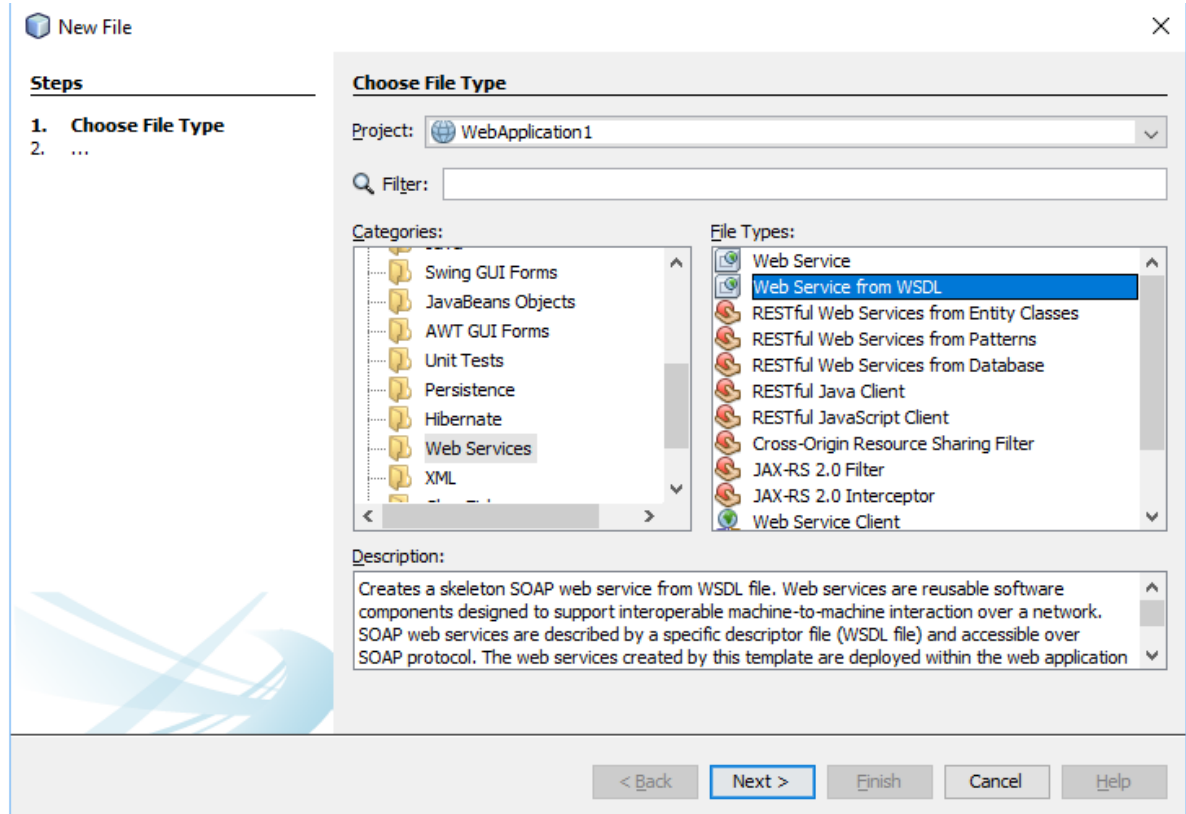 New File
Steps
1. Choose File Type
2. ...
Choose File Type
Project: WebApplication1
Filter:
Categories:
Swing GUI Forms
JavaBeans Objects
AWT GUI Forms
Unit Tests
Persistence
Hibernate
Web Services
XML
File Types:
Web Service
Web Service from WSDL
RESTful Web Services from Entity Classes
RESTful Web Services from Patterns
RESTful Web Services from Database
RESTful Java Client
RESTful JavaScript Client
Cross-Origin Resource Sharing Filter
JAX-RS 2.0 Filter
JAX-RS 2.0 Interceptor
Web Service Client
Description:
Creates a skeleton SOAP web service from WSDL file. Web services are reusable software
components designed to support interoperable machine-to-machine interaction over a network.
SOAP web services are described by a specific descriptor file (WSDL file) and accessible over
SOAP protocol. The web services created by this template are deployed within the web application
< Back
Next >
Finish
Cancel
Help